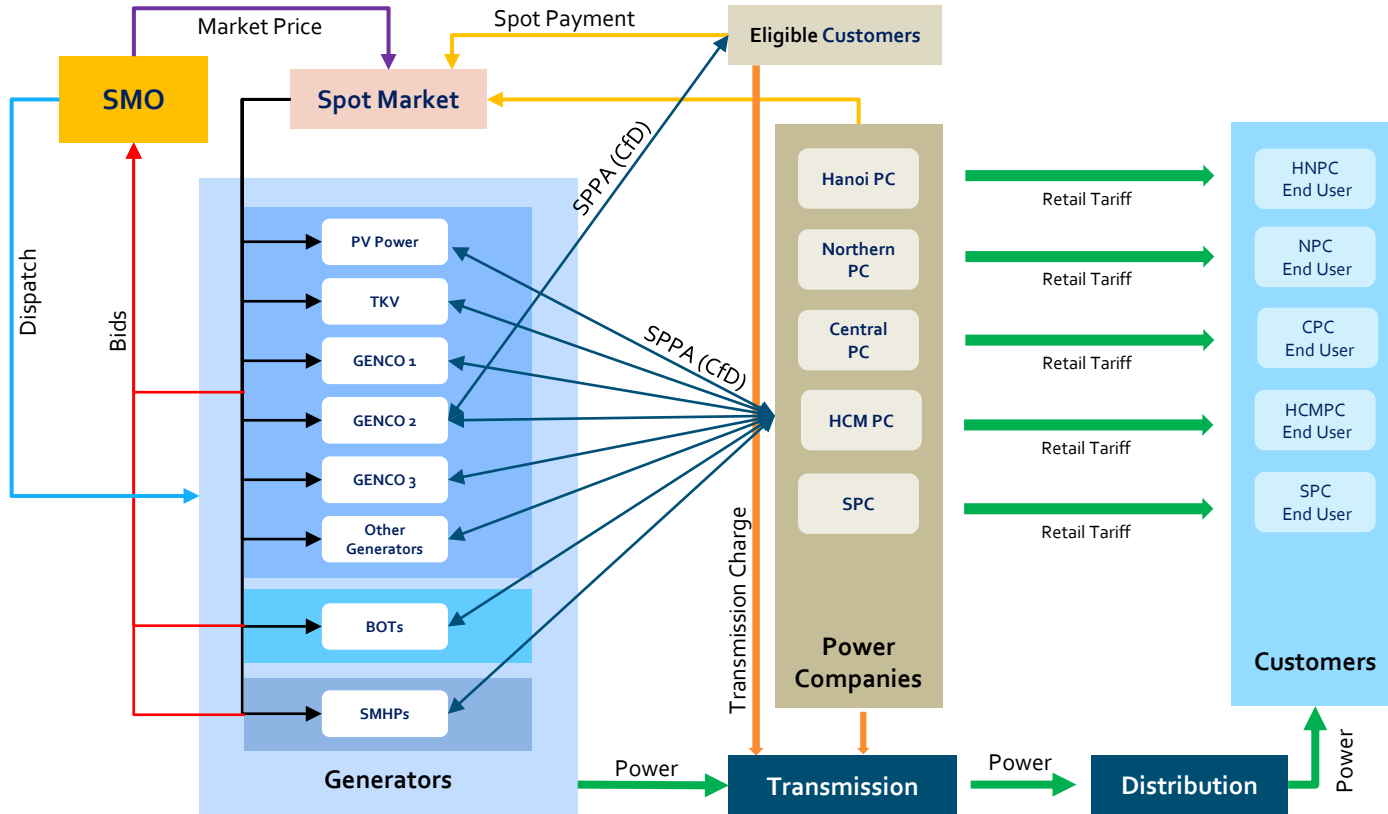 Market Price
Spot Payment
Eligible Customers
SMO
Spot Market
SPPA (CfD)
Hanoi PC
Northern
PC
Central
PC
HCM PC
SPC
Power
Companies
Retail Tariff
Retail Tariff
Retail Tariff
Retail Tariff
Retail Tariff
HNPC
End User
NPC
End User
CPC
End User
HCMPC
End User
SPC
End User
Customers
Dispatch
Bids
PV Power
TKV
GENCO 1
GENCO 2
GENCO 3
Other
Generators
BOTs
SMHPs
Generators
SPPA (CfD)
Transmission Charge
Power
Transmission
Power
Distribution
Power